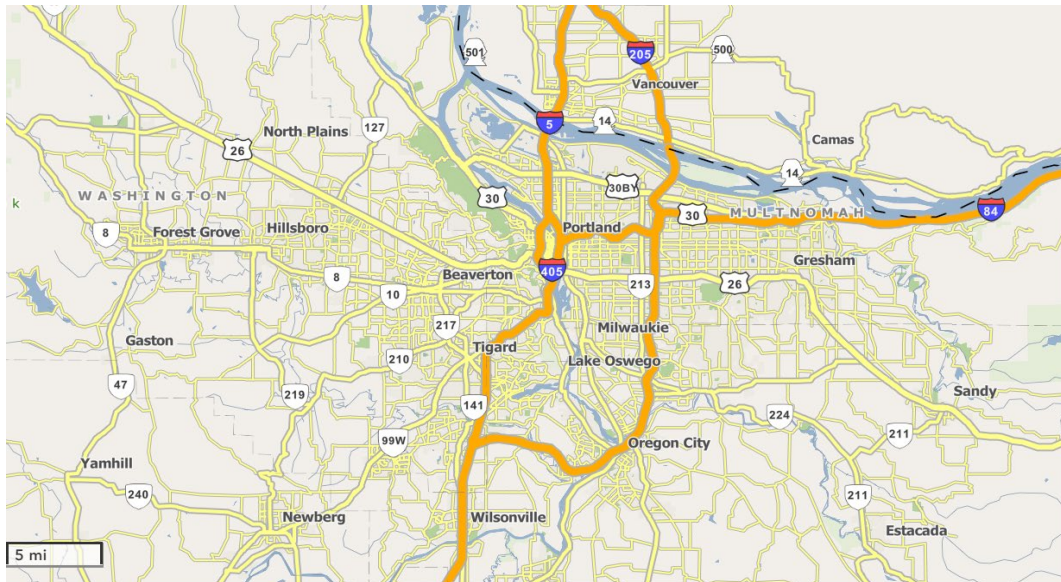 501
500
205
Vancouver
5
14
North Plains
127
Camas
26
14
30BY
WASHINGTON
30
30
MULTNOMAH
k
84
8
Forest Grove
Hillsboro
Portland
Gresham
8
Beaverton
405
213
26
10
217
Milwaukie
Gaston
210
Tigard
Lake Oswego
47
219
141
Sandy
224
99W
Oregon City
211
Yamhill
240
211
Newberg
Wilsonville
Estacada
5 mi